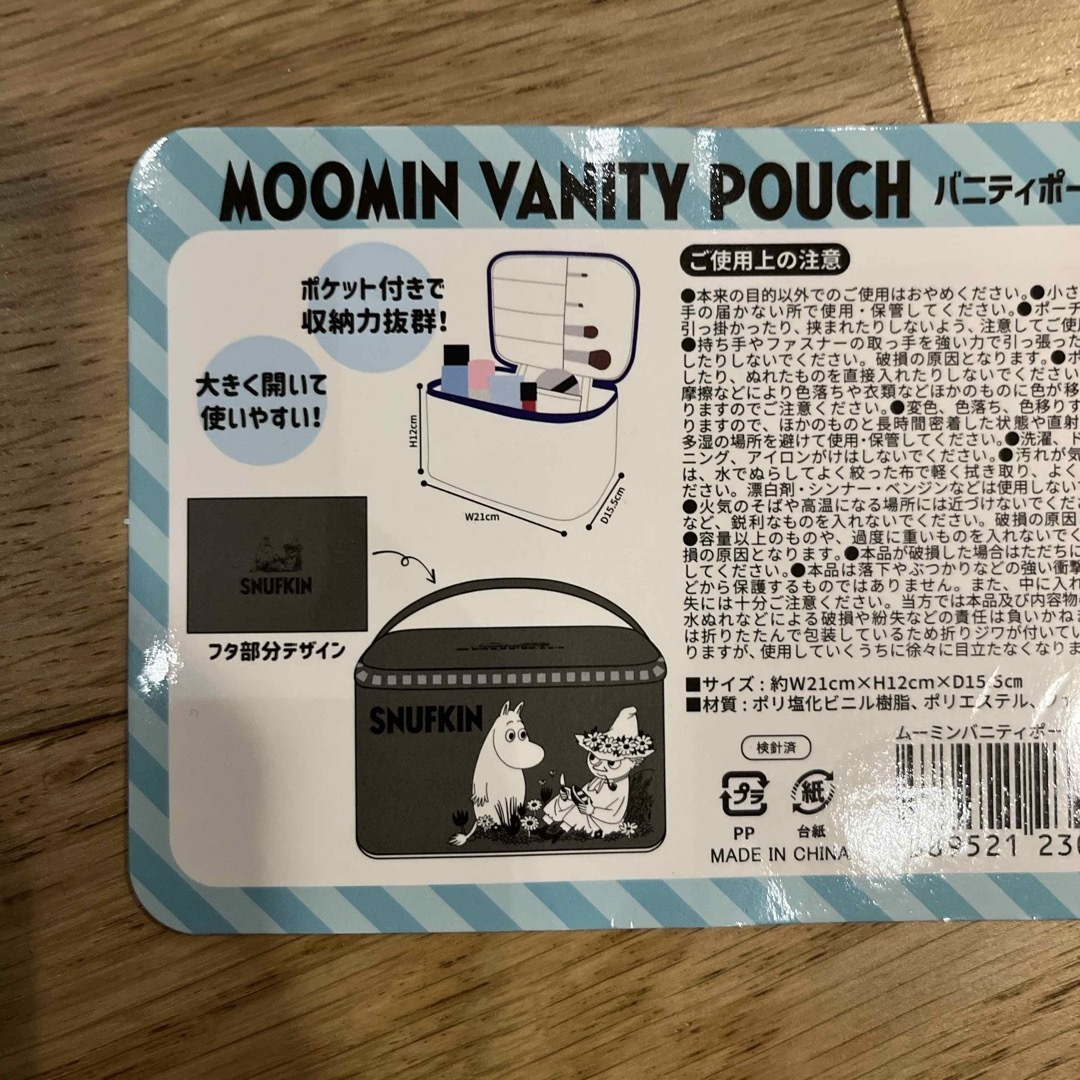 MOOMIN VANITY POUCH バニティポー
ポケット付きで
収納力抜群!
大きく開いて
使いやすい!
H12cm
W21cm
D15.5cm
SNUFKIN
フタ部分デザイン
SNUFKIN
ご使用上の注意
●本来の目的以外でのご使用はおやめください。●小さ
手の届かない所で使用・保管してください。●ポーチ
引っ掛かったり、挟まれたりしないよう、注意してご使
●持ち手やファスナーの取っ手を強い力で引っ張った
したりしないでください。破損の原因となります。●ポ
したり、ぬれたものを直接入れたりしないでください
摩擦などにより色落ちや衣類などほかのものに色が移
りますのでご注意ください。●変色、色落ち、色移りす
りますので、ほかのものと長時間密着した状態や直射
多湿の場所を避けて使用・保管してください。●洗濯、ド
ニング、アイロンがけはしないでください。●汚れが気
は、水でぬらしてよく絞った布で軽く拭き取り、よく
ださい。漂白剤・シンナー・ベンジンなどは使用しない
●火気のそばや高温になる場所には近づけないでくだ
など、鋭利なものを入れないでください。破損の原因
●容量以上のものや、過度に重いものを入れないでく
損の原因となります。●本品が破損した場合はただちに
してください。●本品は落下やぶつかりなどの強い衝撃
どから保護するものではありません。また、中に入れ
失には十分ご注意ください。当方では本品及び内容物
水ぬれなどによる破損や紛失などの責任は負いかね
は折りたたんで包装しているため折りジワが付いてい
りますが、使用していくうちに徐々に目立たなくなりま
■サイズ:約W21cm×H12cm×D15.5cm
■材質:ポリ塩化ビニル樹脂、ポリエステル、
ムーミンバニティポー
検針済
プラ
紙
PP
台紙
MADE IN CHINA
9521 23